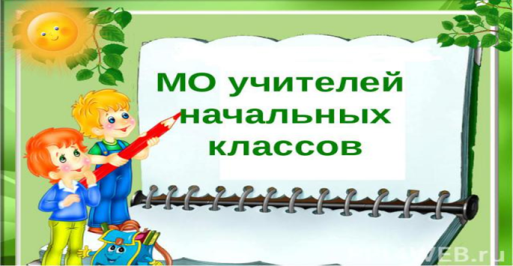 МО учителей
начальных
классов